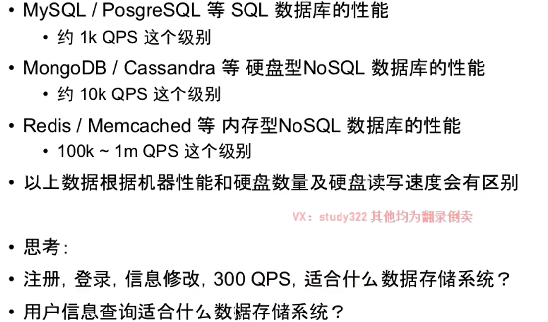 • MySQL / PosgreSQL 等 SQL 数据库的性能
• 约 1k QPS 这个级别
• MongoDB / Cassandra 等 硬盘型NoSQL 数据库的性能
• 约 10k QPS 这个级别
• Redis / Memcached 等 内存型NoSQL 数据库的性能
• 100k ~ 1m QPS 这个级别
• 以上数据根据机器性能和硬盘数量及硬盘读写速度会有区别
VX：study322 其他均为翻录倒卖
• 思考：
• 注册, 登录, 信息修改, 300 QPS, 适合什么数据存储系统？
• 用户信息查询适合什么数据存储系统？